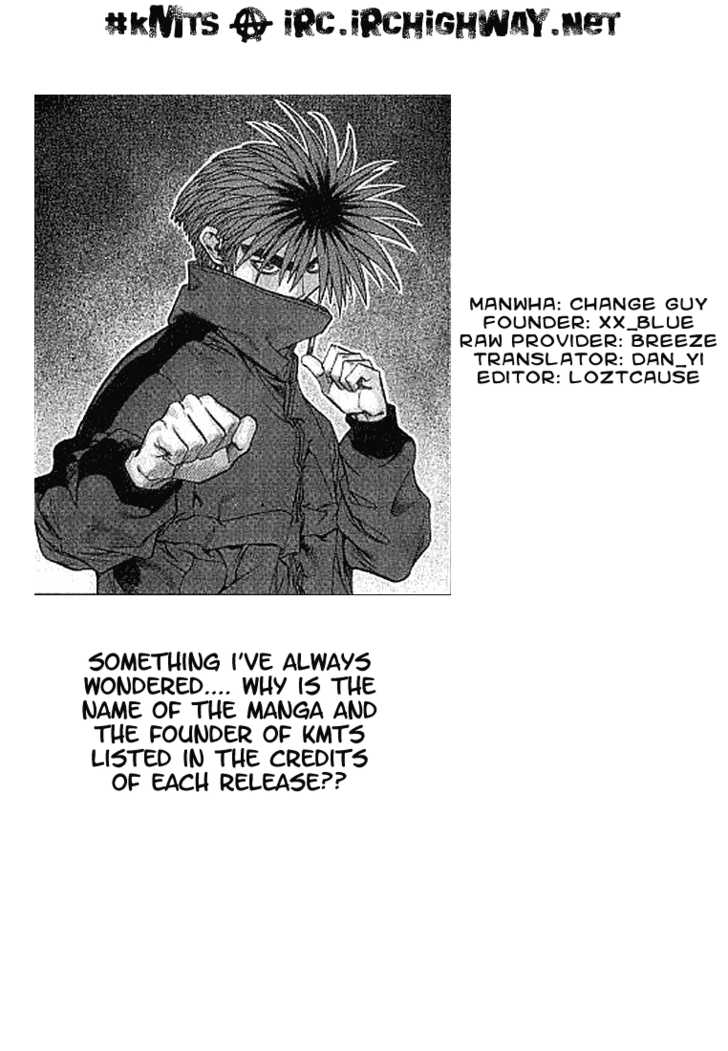 #KMTS @ IRC.IRCHIGHWAY.NET
MANWHA: CHANGE GUY
FOUNDER: XX_BLUE
RAW PROVIDER: BREEZE
TRANSLATOR: DAN_YI
EDITOR: LOZTCAUSE
SOMETHING I'VE ALWAYS
WONDERED.... WHY IS THE
NAME OF THE MANGA AND
THE FOUNDER OF KMTS
LISTED IN THE CREDITS
OF EACH RELEASE??